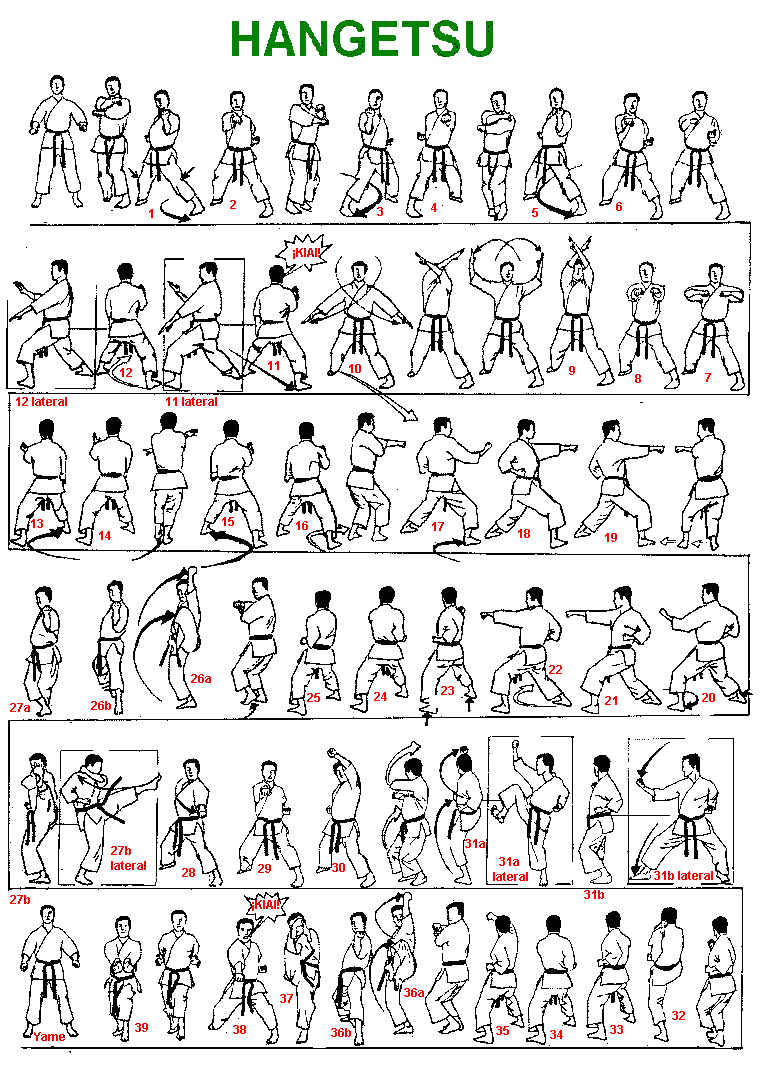 HANGETSU
1
2
3
4
5
6
¡KIAI!
12
11
10
9
8
7
12 lateral
11 lateral
13
14
15
16
17
18
19
27a
26b
26a
25
24
23
22
21
20
27b
lateral
28
29
30
31a
31a
lateral
31b lateral
27b
31b
¡KIAI!
Yame
39
38
37
36b
36a
35
34
33
32